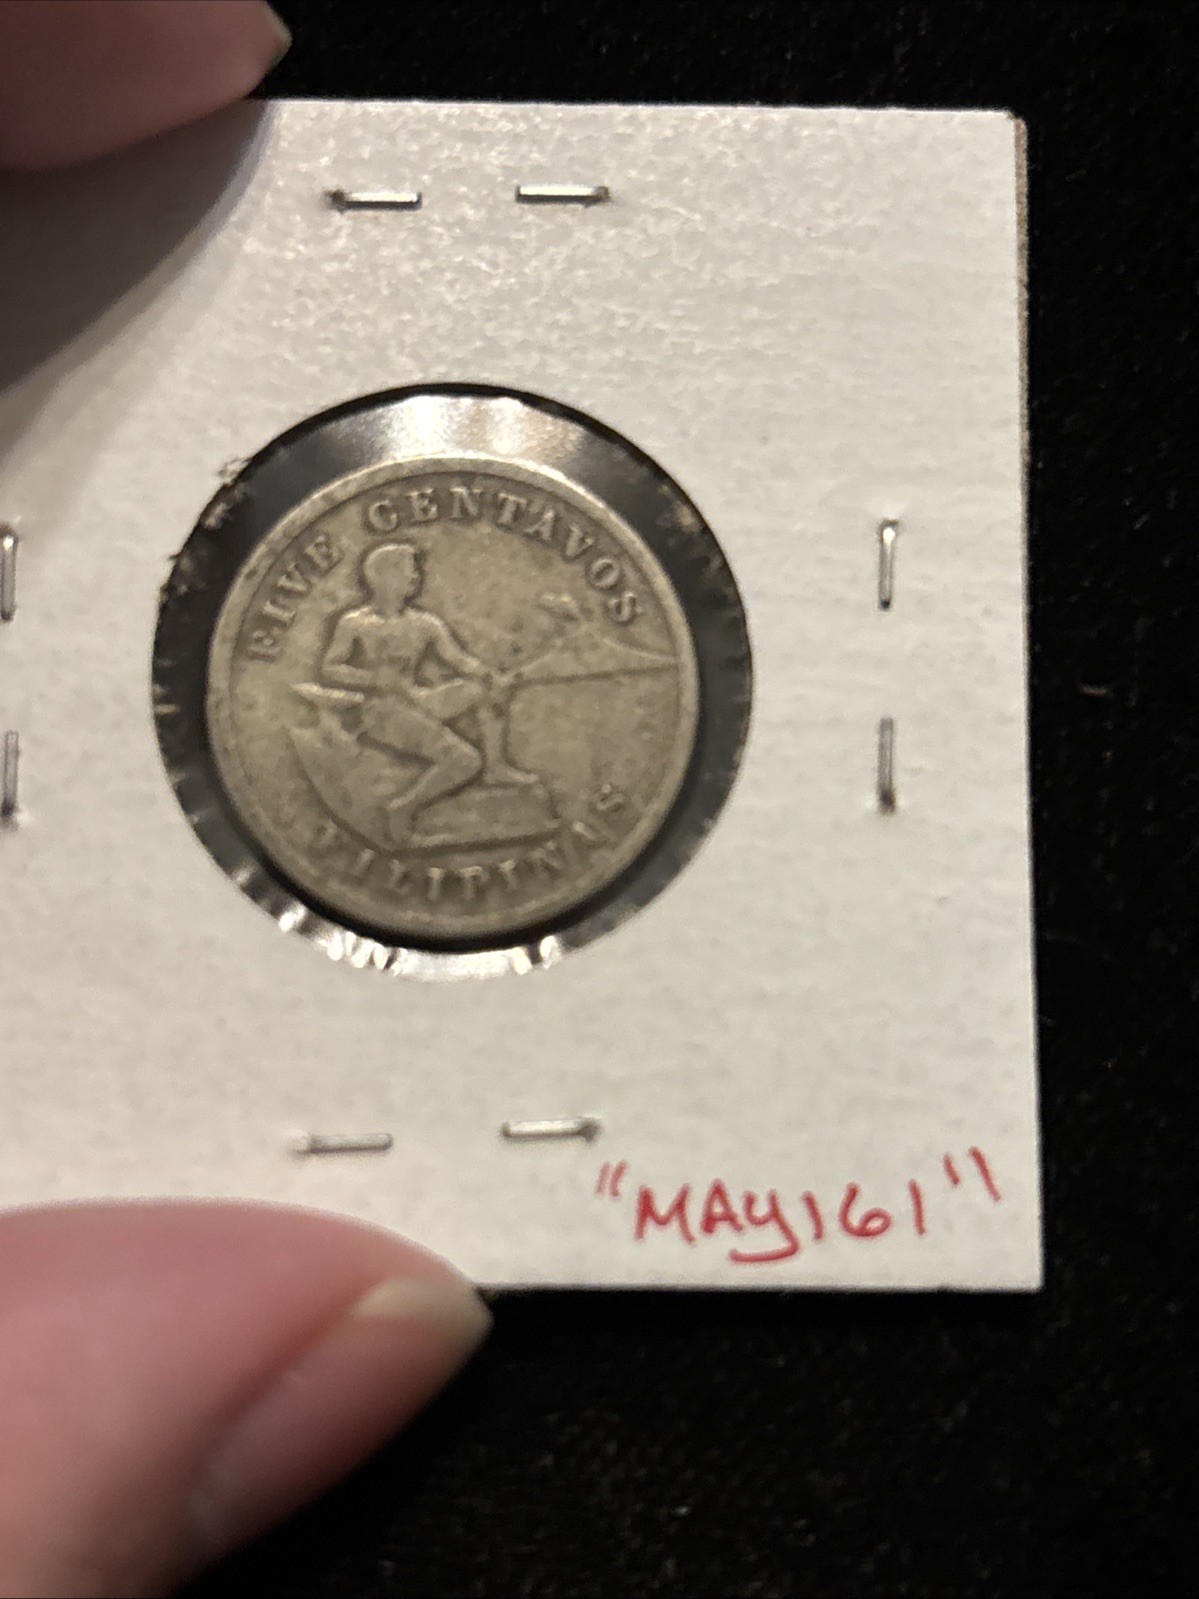 FIVE CENTAVOS
FILIPINAS
"MAY161"